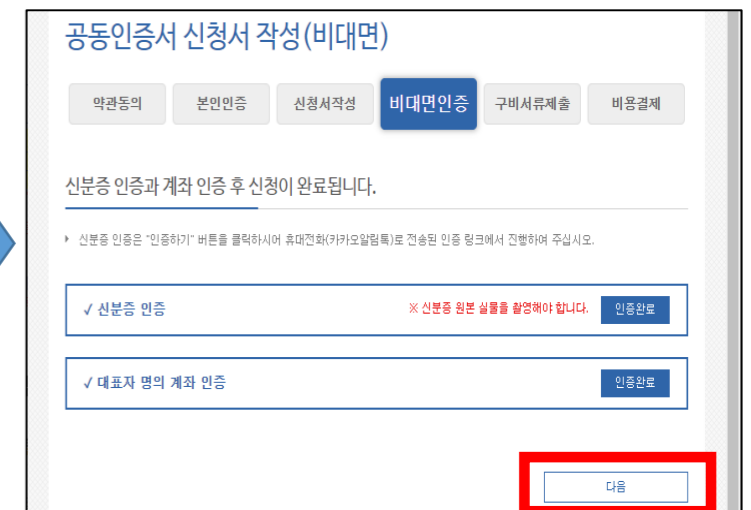 공동인증서 신청서 작성(비대면)
약관동의 본인인증 신청서작성 비대면인증 구비서류제출 비용결제
신분증 인증과 계좌 인증 후 신청이 완료됩니다.
신분증 인증은 "인증하기" 버튼을 클릭하시어 휴대전화(카카오알림톡)로 전송된 인증 링크에서 진행하여 주십시오.
√ 신분증 인증 ※ 신분증 원본 실물을 촬영해야 합니다. 인증완료
√ 대표자 명의 계좌 인증 인증완료
다음